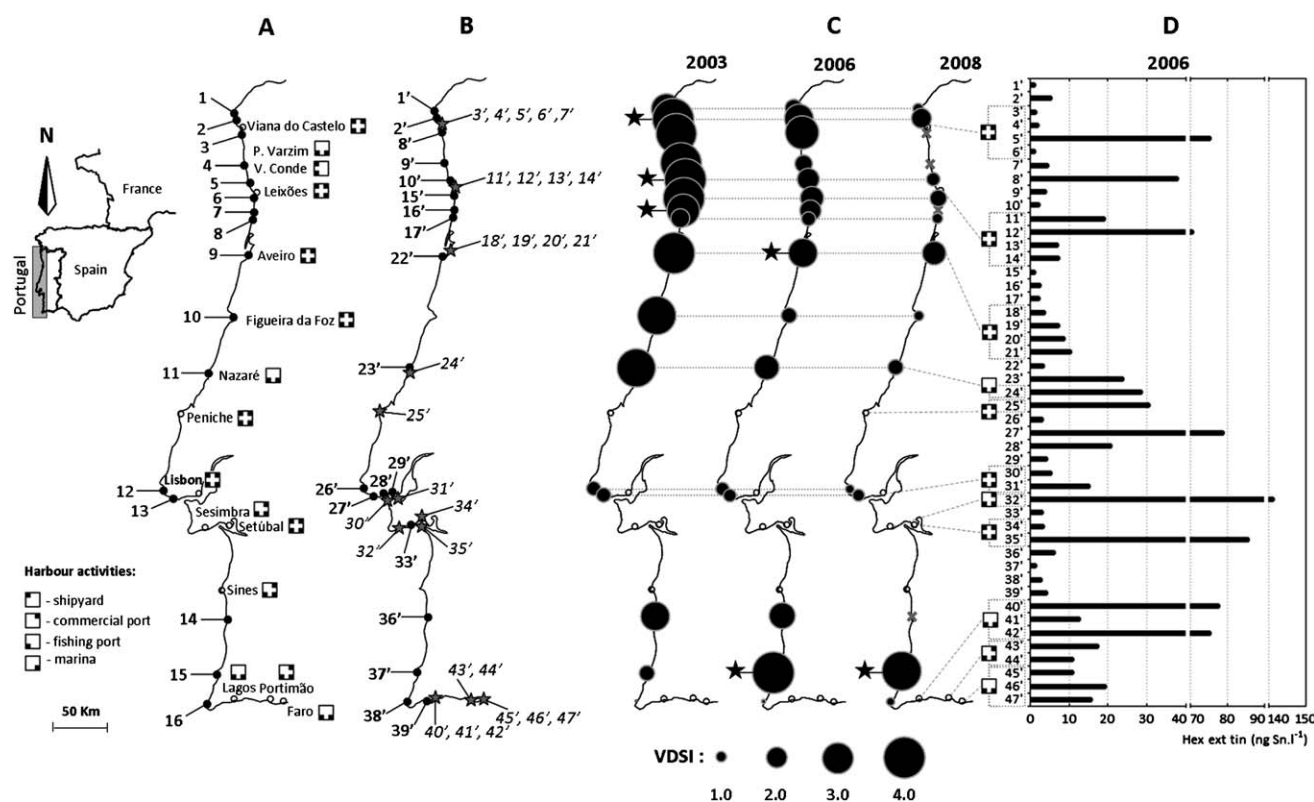 A
B
C
D
2003
2006
2008
2006
N
France
Spain
Portugal
1
2
3
4
5
6
7
8
9
10
11
12
13
14
15
16
Viana do Castelo
P. Varzim
V. Conde
Leixões
Aveiro
Figueira da Foz
Nazaré
Peniche
Lisbon
Sesimbra
Setúbal
Sines
Lagos Portimão
Faro
Harbour activities:
- shipyard
- commercial port
- fishing port
- marina
50 Km
1′
2′
3′, 4′, 5′, 6′, 7′
8′
9′
10′
11′, 12′, 13′, 14′
15′
16′
17′
18′, 19′, 20′, 21′
22′
23′
24′
25′
26′
27′
28′
29′
30′
31′
32′
33′
34′
35′
36′
37′
38′
39′
43′, 44′
40′, 41′, 42′
45′, 46′, 47′
VDSI :
1.0 2.0 3.0 4.0
1'
2'
3'
4'
5'
6'
7'
8'
9'
10'
11'
12'
13'
14'
15'
16'
17'
18'
19'
20'
21'
22'
23'
24'
25'
26'
27'
28'
29'
30'
31'
32'
33'
34'
35'
36'
37'
38'
39'
40'
41'
42'
43'
44'
45'
46'
47'
0 10 20 30 40 70 90 140 150
Hex ext tin (ng Sn.l⁻¹)